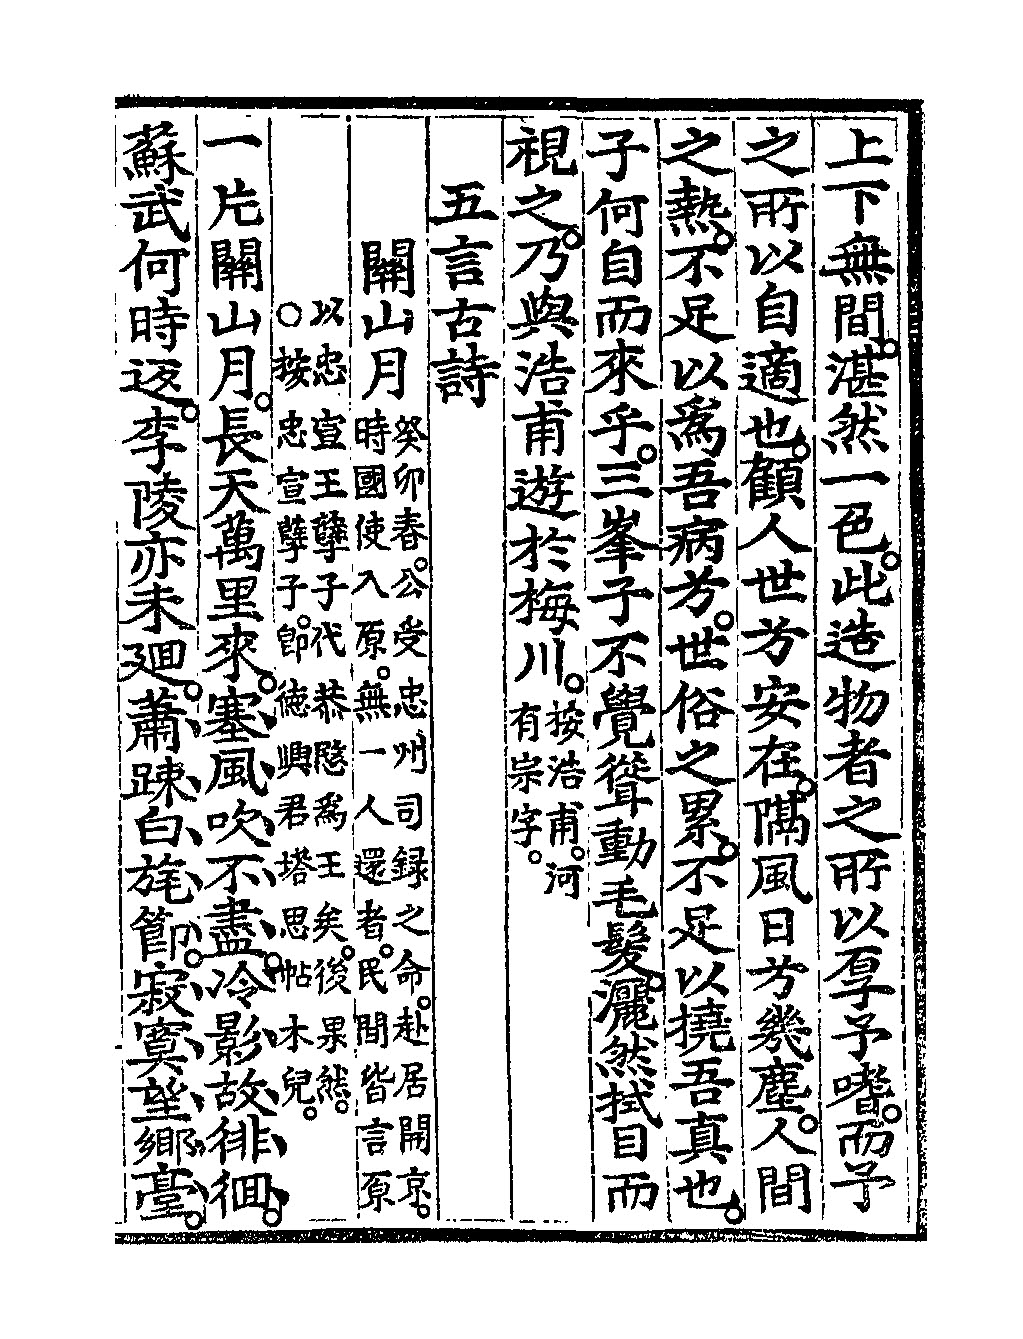 上下無間。湛然一色。此造物者之所以厚予嗜。而予
之所以自適也。顧人世兮安在。隔風日兮幾塵。人間
之熱。不足以爲吾病兮。世俗之累。不足以撓吾真也。
子何自而來乎。三峯子不覺聳動毛髮。灑然拭目而
視之。乃與浩甫遊於梅川。按浩甫。河
有宗字。
五言古詩
關山月癸卯春。公受忠州司録之命。赴居開京。
時國使入原。無一人還者。民間皆言原
以忠宣王孽子代恭愍爲王矣。後果然。
○按忠宣孽子。卽德興君塔思帖木兒。
一片關山月。長天萬里來。塞風吹不盡。冷影故徘徊。
蘇武何時返。李陵亦未廻。蕭踈白旄節。寂寞望鄕臺。